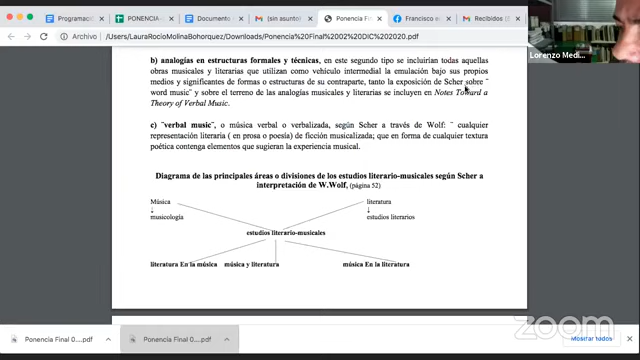 Programació
PONENCIA
Documento
(sin asunto)
Ponencia Fina
Francisco e
Recibidos
Archivo
/Users/LauraRocioMolinaBohorquez/Downloads/Ponencia%20Final%2002%20DIC%202020.pdf
Lorenzo Medi...
b) analogías en estructuras formales y técnicas, en este segundo tipo se incluirían todas aquellas
obras musicales y literarias que utilizan como vehículo intermedial la emulación bajo sus propios
medios y significantes de formas o estructuras de su contraparte, tanto la exposición de Scher sobre ¨
word music¨ y sobre el terreno de las analogías musicales y literarias se incluyen en Notes Toward a
Theory of Verbal Music.
c) ¨verbal music¨, o música verbal o verbalizada, según Scher a través de Wolf: ¨ cualquier
representación literaria ( en prosa o poesía) de ficción musicalizada; que en forma de cualquier textura
poética contenga elementos que sugieran la experiencia musical.
Diagrama de las principales áreas o divisiones de los estudios literario-musicales según Scher a
interpretación de W.Wolf, (página 52)
Música
literatura
↓
↓
musicología
estudios literarios
estudios literario-musicales
literatura En la música
música y literatura
música En la literatura
zoom
Ponencia Final 0....pdf
Ponencia Final 0....pdf
Mostrar todos